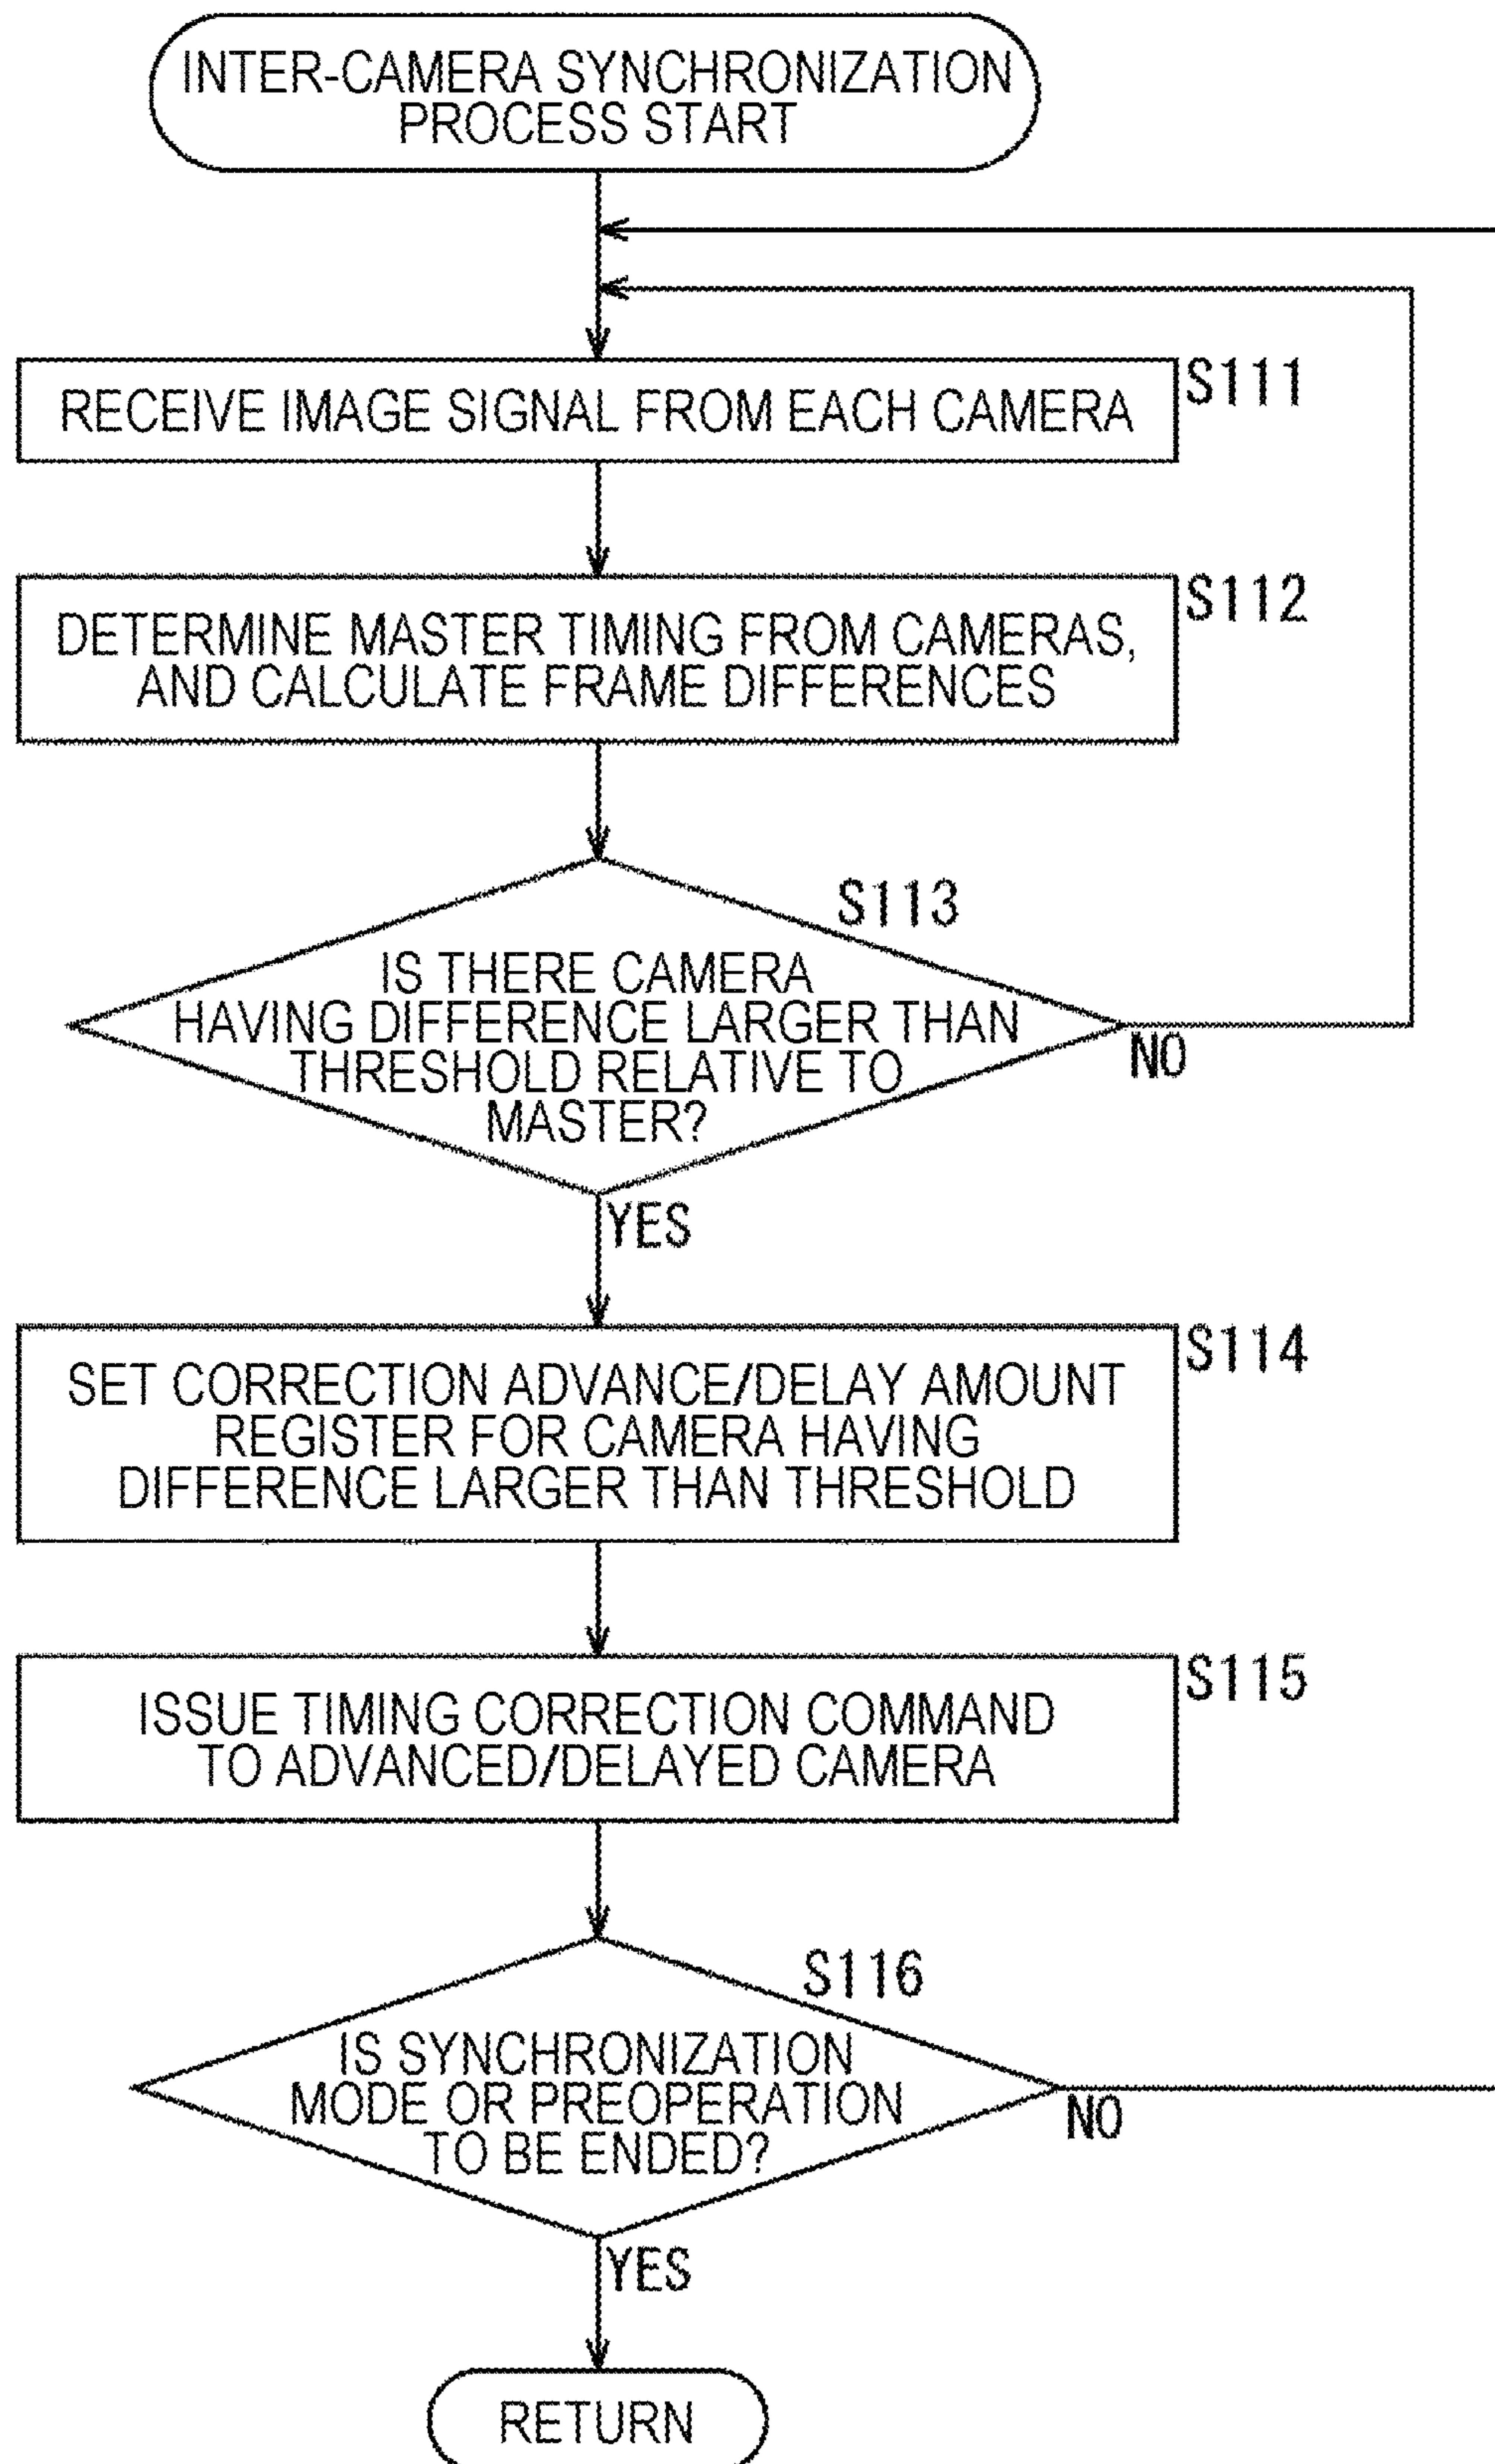 INTER-CAMERA SYNCHRONIZATION
PROCESS START
RECEIVE IMAGE SIGNAL FROM EACH CAMERA
S111
DETERMINE MASTER TIMING FROM CAMERAS,
AND CALCULATE FRAME DIFFERENCES
S112
S113
IS THERE CAMERA
HAVING DIFFERENCE LARGER THAN
THRESHOLD RELATIVE TO
MASTER?
NO
YES
SET CORRECTION ADVANCE/DELAY AMOUNT
REGISTER FOR CAMERA HAVING
DIFFERENCE LARGER THAN THRESHOLD
S114
ISSUE TIMING CORRECTION COMMAND
TO ADVANCED/DELAYED CAMERA
S115
S116
IS SYNCHRONIZATION
MODE OR PREOPERATION
TO BE ENDED?
NO
YES
RETURN